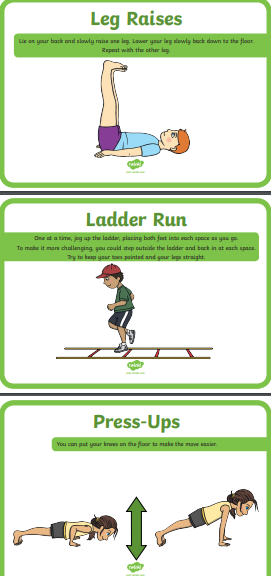 Leg Raises
Lie on your back and slowly raise one leg. Lower your leg slowly back down to the floor.
Repeat with the other leg.
twinkl
Ladder Run
One at a time, jog up the ladder, placing both feet into each space as you go.
To make it more challenging, you could step outside the ladder and back in at each space.
Try to keep your toes pointed and your legs straight.
twinkl
Press-Ups
You can put your knees on the floor to make the move easier.
twinkl